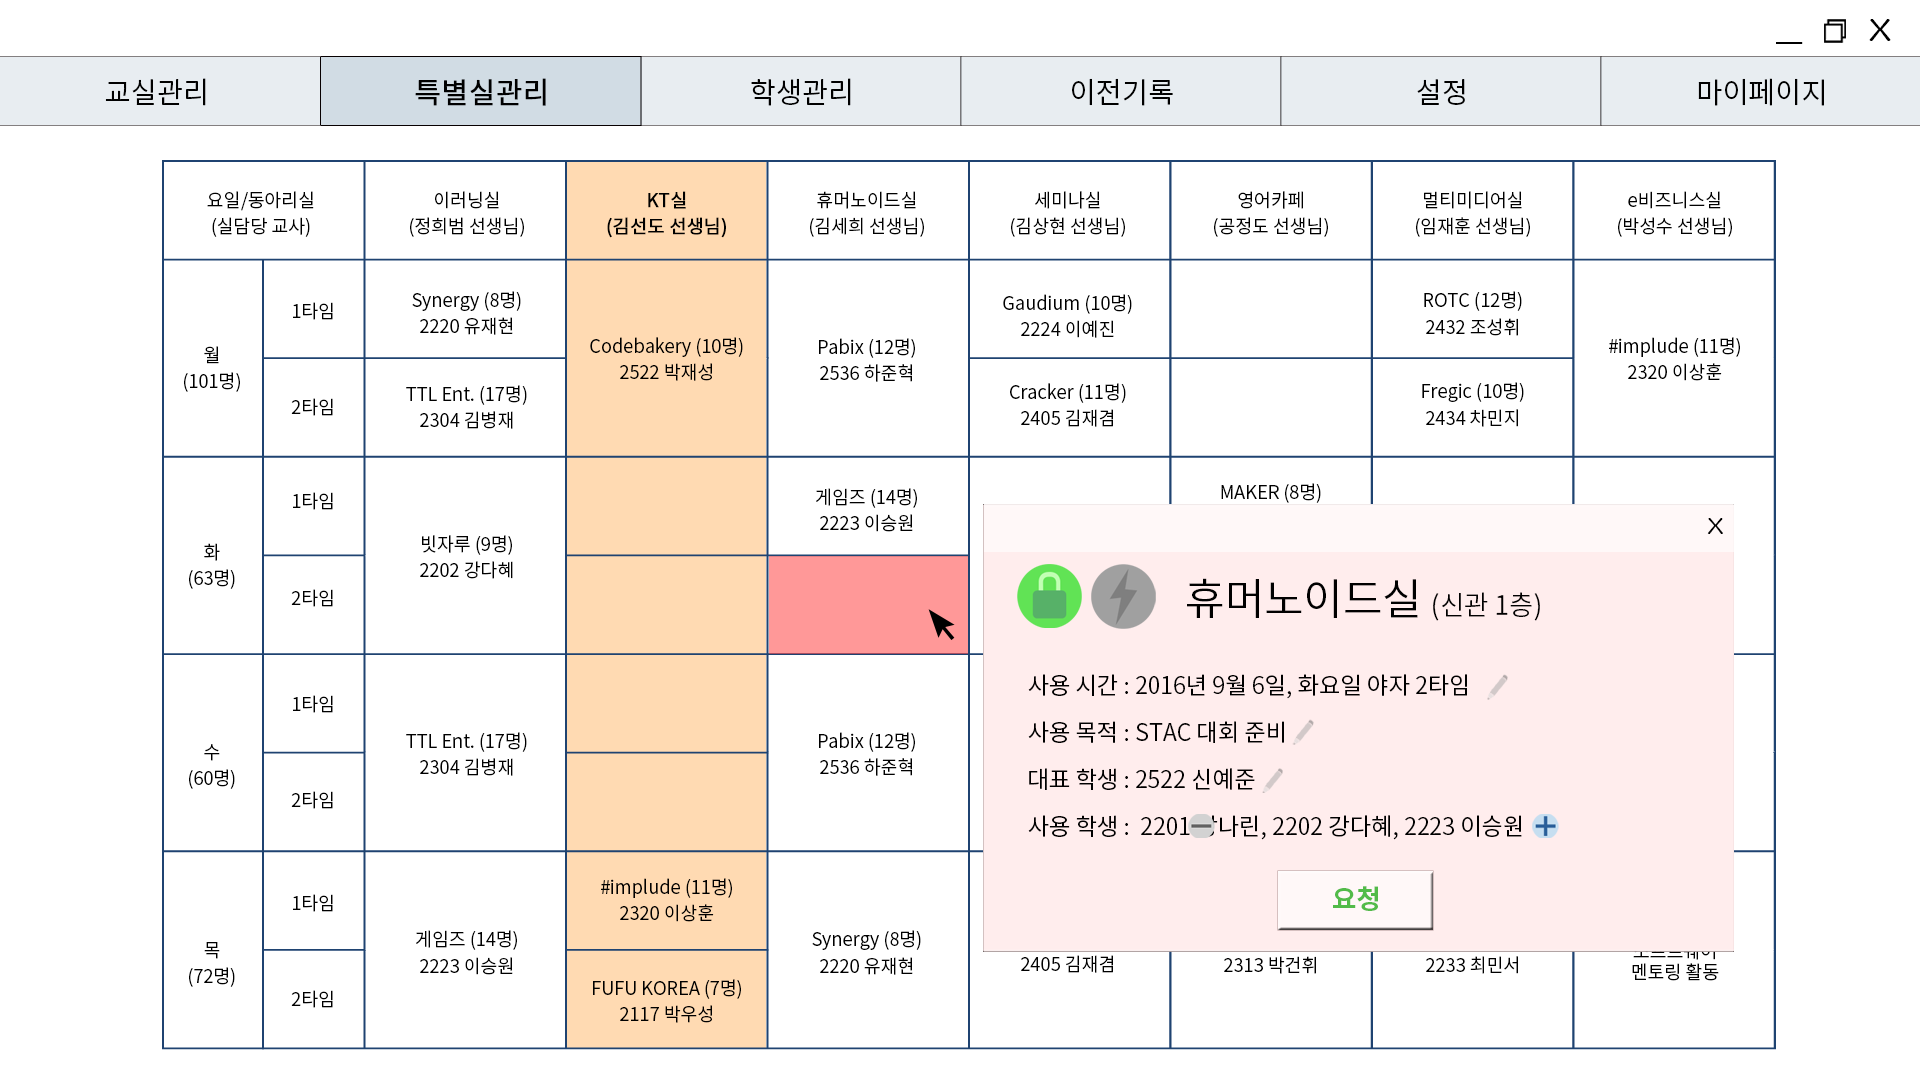 교실관리
특별실관리
학생관리
이전기록
설정
마이페이지
요일/동아리실
(실담당 교사)
이러닝실
(정희범 선생님)
KT실
(김선도 선생님)
휴머노이드실
(김세희 선생님)
세미나실
(김상현 선생님)
영어카페
(공정도 선생님)
멀티미디어실
(임재훈 선생님)
e비즈니스실
(박성수 선생님)
월
(101명)
1타임
Synergy (8명)
2220 유재현
Codebakery (10명)
2522 박재성
Pabix (12명)
2536 하준혁
Gaudium (10명)
2224 이예진
ROTC (12명)
2432 조성휘
#implude (11명)
2320 이상훈
2타임
TTL Ent. (17명)
2304 김병재
Cracker (11명)
2405 김재겸
Fregic (10명)
2434 차민지
화
(63명)
1타임
빗자루 (9명)
2202 강다혜
게임즈 (14명)
2223 이승원
MAKER (8명)
2타임
X
휴머노이드실 (신관 1층)
사용 시간 : 2016년 9월 6일, 화요일 야자 2타임
사용 목적 : STAC 대회 준비
대표 학생 : 2522 신예준
사용 학생 : 2201 나린, 2202 강다혜, 2223 이승원
요청
수
(60명)
1타임
TTL Ent. (17명)
2304 김병재
Pabix (12명)
2536 하준혁
2타임
목
(72명)
1타임
게임즈 (14명)
2223 이승원
#implude (11명)
2320 이상훈
Synergy (8명)
2220 유재현
2405 김재겸
2313 박건휘
2233 최민서
멘토링 활동
2타임
FUFU KOREA (7명)
2117 박우성